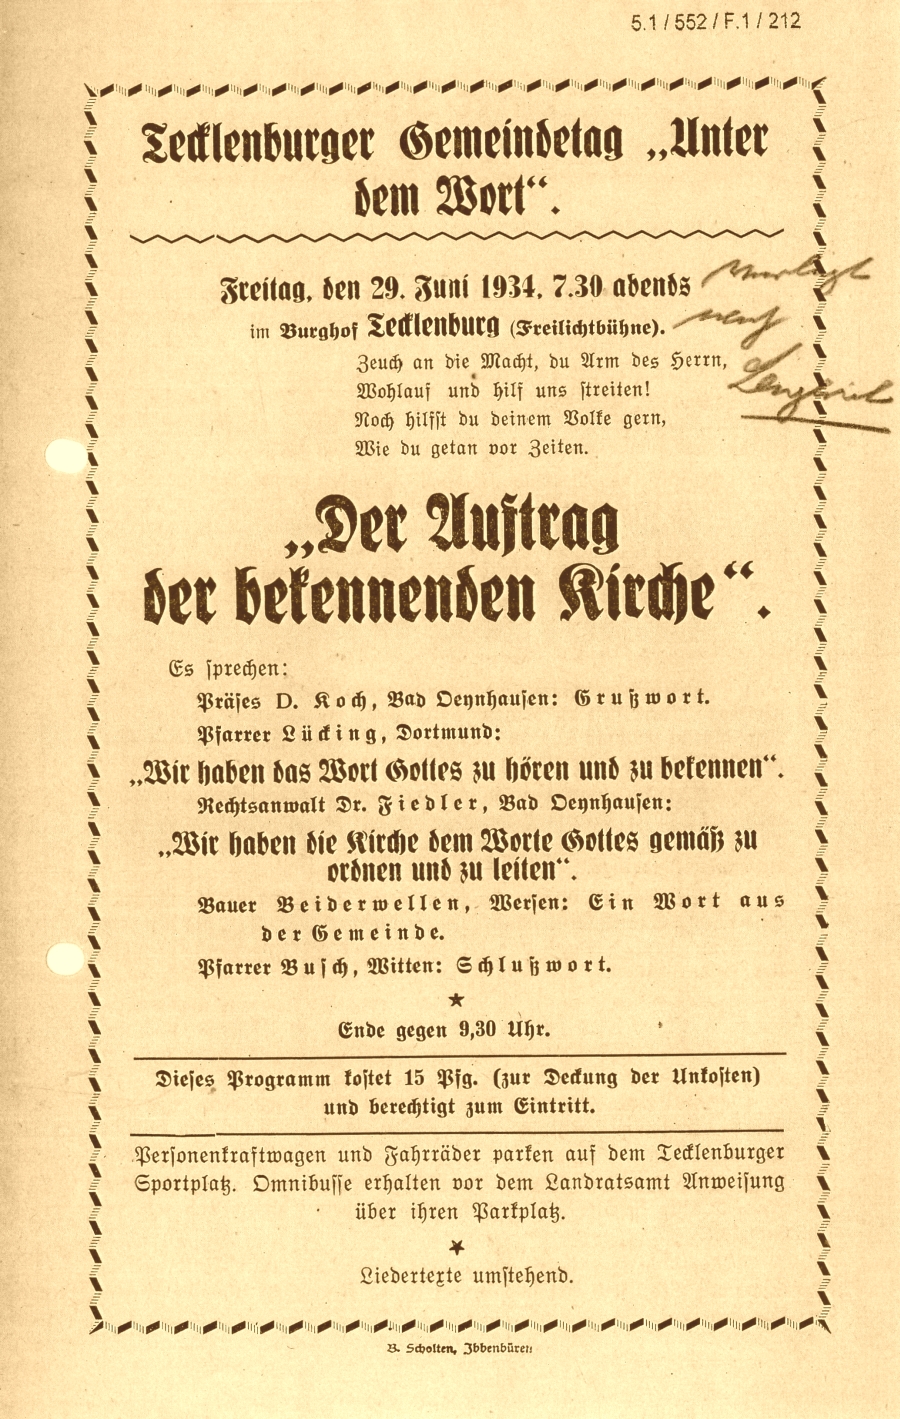 5.1 / 552 / F.1 / 212
Tecklenburger Gemeindetag „Unter
dem Wort“.
Freitag, den 29. Juni 1934, 7.30 abends
verlegt
im Burghof Tecklenburg (Freilichtbühne).
nach
Zeuch an die Macht, du Arm des Herrn,
Wohlauf und hilf uns streiten!
Lengerich
Noch hilfst du deinem Volke gern,
Wie du getan vor Zeiten.
„Der Auftrag
der bekennenden Kirche“.
Es sprechen:
Präses D. Koch, Bad Oeynhausen: Grußwort.
Pfarrer Lücking, Dortmund:
„Wir haben das Wort Gottes zu hören und zu bekennen“.
Rechtsanwalt Dr. Fiedler, Bad Oeynhausen:
„Wir haben die Kirche dem Worte Gottes gemäß zu
ordnen und zu leiten“.
Bauer Beiderwellen, Wersen: Ein Wort aus
der Gemeinde.
Pfarrer Busch, Witten: Schlußwort.
Ende gegen 9,30 Uhr.
Dieses Programm kostet 15 Pfg. (zur Deckung der Unkosten)
und berechtigt zum Eintritt.
Personenkraftwagen und Fahrräder parken auf dem Tecklenburger
Sportplatz. Omnibusse erhalten vor dem Landratsamt Anweisung
über ihren Parkplatz.
Liedertexte umstehend.
B. Scholten, Ibbenbüren